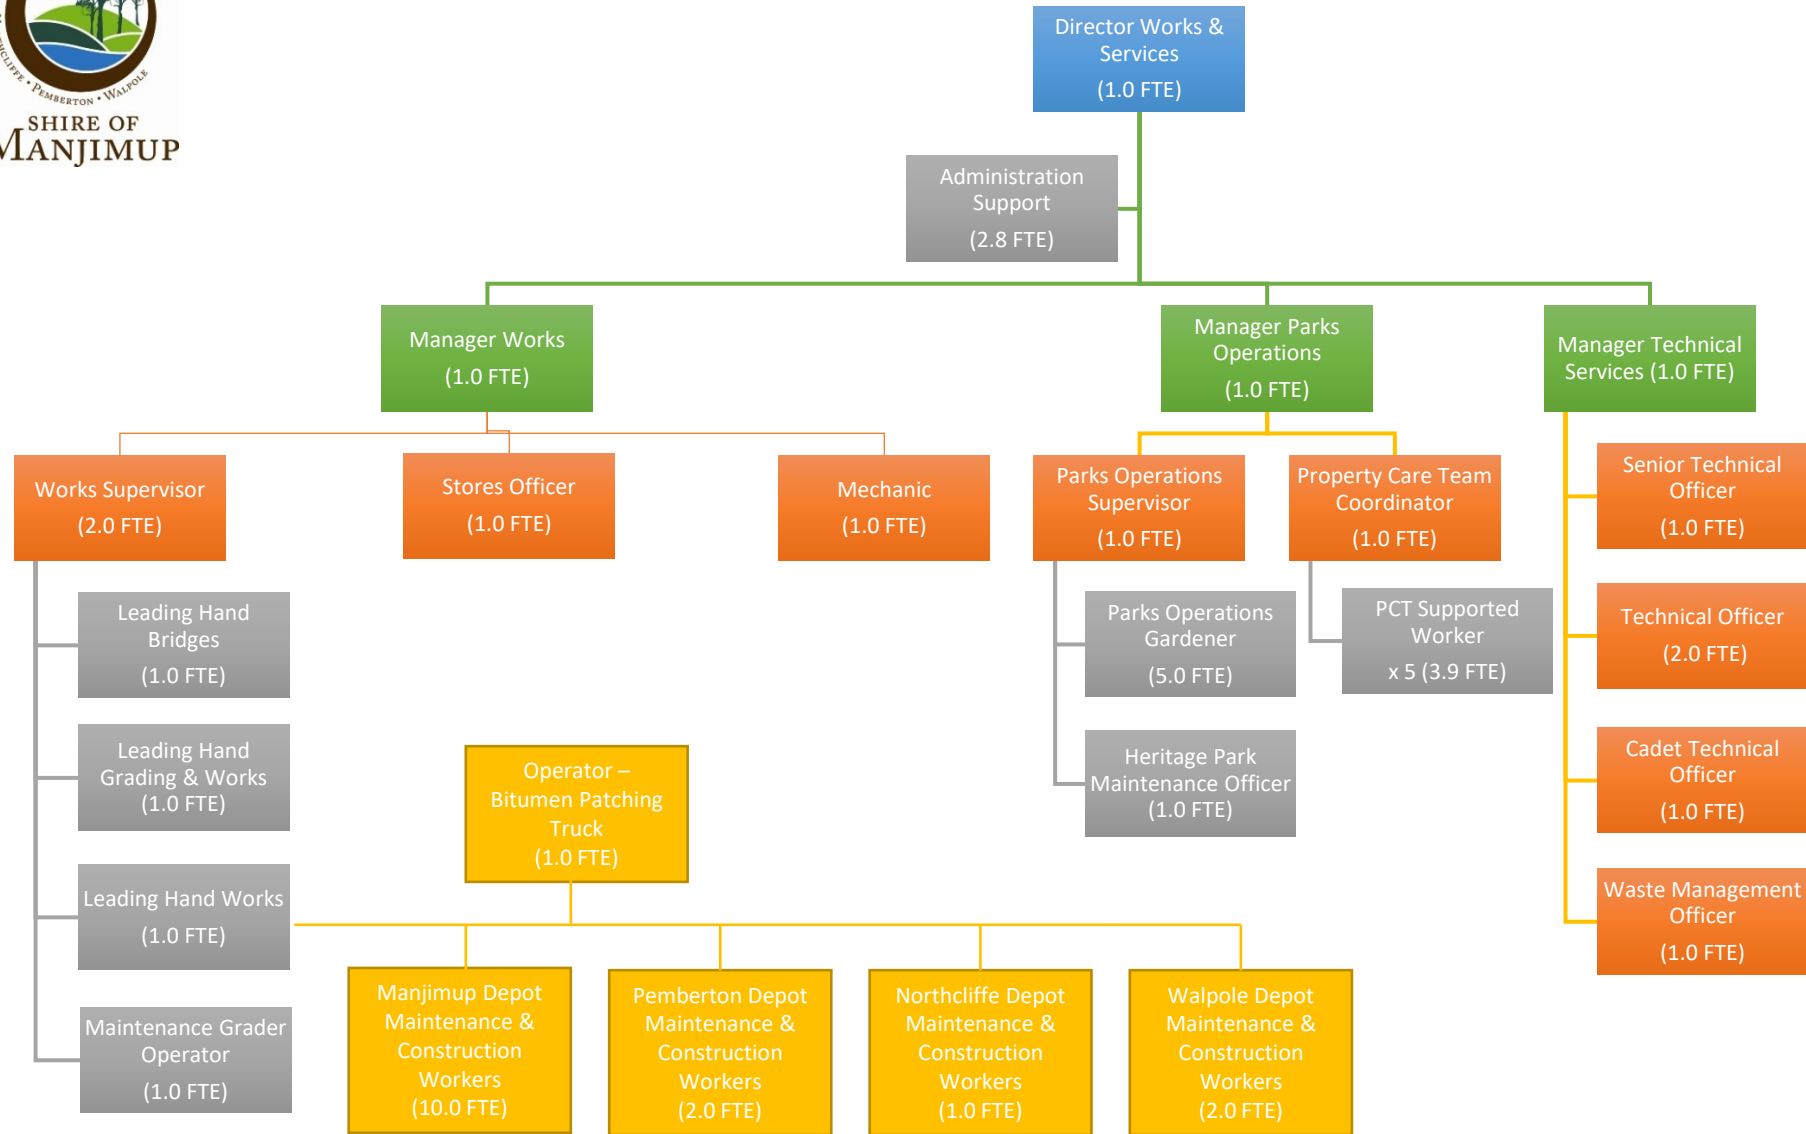 PEMBERTON • WALPOLE
SHIRE OF
MANJIMUP
Director Works &
Services
(1.0 FTE)
Administration
Support
(2.8 FTE)
Manager Works
(1.0 FTE)
Manager Parks
Operations
(1.0 FTE)
Manager Technical
Services (1.0 FTE)
Works Supervisor
(2.0 FTE)
Stores Officer
(1.0 FTE)
Mechanic
(1.0 FTE)
Parks Operations
Supervisor
(1.0 FTE)
Property Care Team
Coordinator
(1.0 FTE)
Senior Technical
Officer
(1.0 FTE)
Leading Hand
Bridges
(1.0 FTE)
Parks Operations
Gardener
(5.0 FTE)
PCT Supported
Worker
x 5 (3.9 FTE)
Technical Officer
(2.0 FTE)
Leading Hand
Grading & Works
(1.0 FTE)
Operator –
Bitumen Patching
Truck
(1.0 FTE)
Heritage Park
Maintenance Officer
(1.0 FTE)
Cadet Technical
Officer
(1.0 FTE)
Leading Hand Works
(1.0 FTE)
Waste Management
Officer
(1.0 FTE)
Maintenance Grader
Operator
(1.0 FTE)
Manjimup Depot
Maintenance &
Construction
Workers
(10.0 FTE)
Pemberton Depot
Maintenance &
Construction
Workers
(2.0 FTE)
Northcliffe Depot
Maintenance &
Construction
Workers
(1.0 FTE)
Walpole Depot
Maintenance &
Construction
Workers
(2.0 FTE)